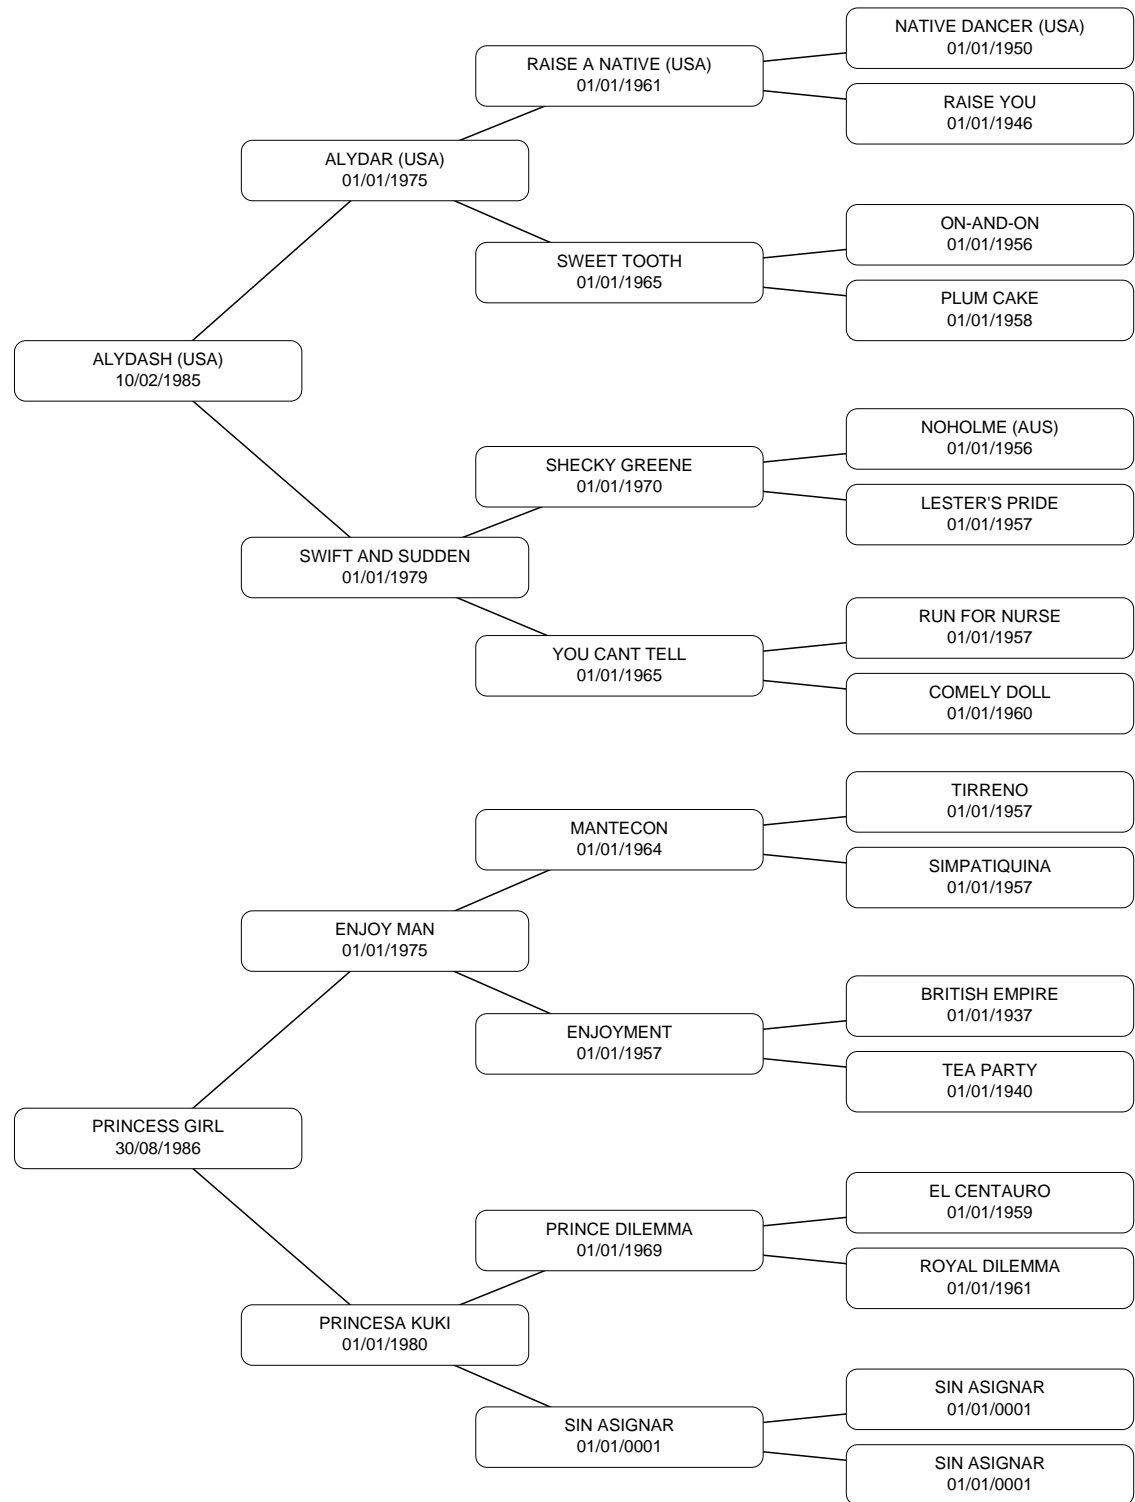 NATIVE DANCER (USA)
01/01/1950
RAISE A NATIVE (USA)
01/01/1961
RAISE YOU
01/01/1946
ALYDAR (USA)
01/01/1975
ON-AND-ON
01/01/1956
SWEET TOOTH
01/01/1965
PLUM CAKE
01/01/1958
ALYDASH (USA)
10/02/1985
NOHOLME (AUS)
01/01/1956
SHECKY GREENE
01/01/1970
LESTER'S PRIDE
01/01/1957
SWIFT AND SUDDEN
01/01/1979
RUN FOR NURSE
01/01/1957
YOU CANT TELL
01/01/1965
COMELY DOLL
01/01/1960
TIRRENO
01/01/1957
MANTECON
01/01/1964
SIMPATIQUINA
01/01/1957
ENJOY MAN
01/01/1975
BRITISH EMPIRE
01/01/1937
ENJOYMENT
01/01/1957
TEA PARTY
01/01/1940
PRINCESS GIRL
30/08/1986
EL CENTAURO
01/01/1959
PRINCE DILEMMA
01/01/1969
ROYAL DILEMMA
01/01/1961
PRINCESA KUKI
01/01/1980
SIN ASIGNAR
01/01/0001
SIN ASIGNAR
01/01/0001
SIN ASIGNAR
01/01/0001